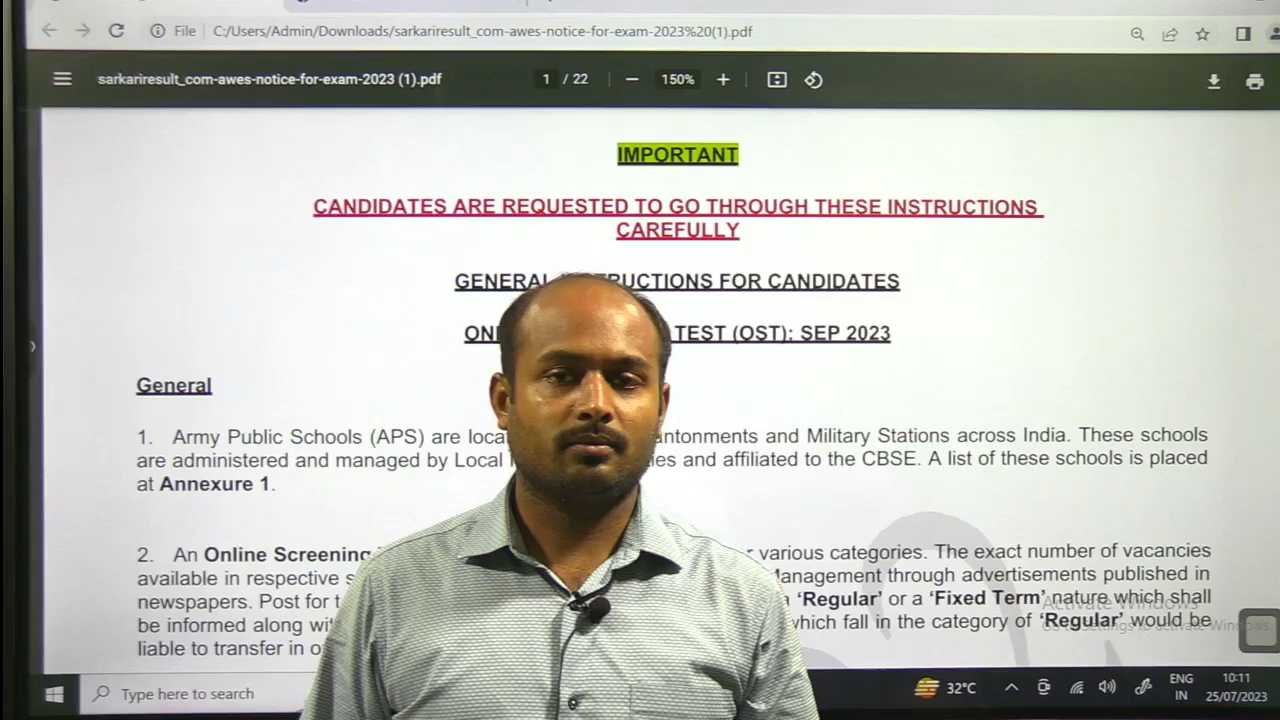 File C:/Users/Admin/Downloads/sarkariresult_com-awes-notice-for-exam-2023%20(1).pdf
sarkariresult_com-awes-notice-for-exam-2023 (1).pdf 1 / 22 150%
IMPORTANT
CANDIDATES ARE REQUESTED TO GO THROUGH THESE INSTRUCTIONS
CAREFULLY
GENERAL FOR CANDIDATES
TEST (OST): SEP 2023
General
1. Army Public Schools (APS) are and Military Stations across India. These schools
are administered and managed by Local and affiliated to the CBSE. A list of these schools is placed
at Annexure 1.
2. An Online Screening various categories. The exact number of vacancies
available in respective through advertisements published in
newspapers. Post for ‘Regular’ or a ‘Fixed Term’ nature which shall
Activate Windows
be informed along which fall in the category of ‘Regular’ would be
liable to transfer in
Type here to search 32°C ENG 10:11
IN 25/07/2023